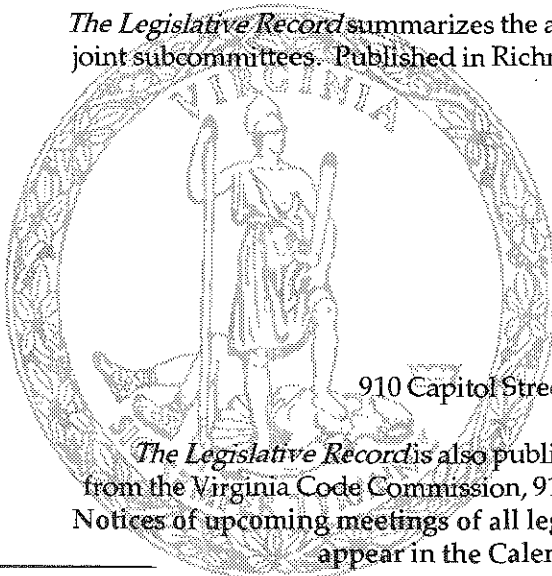 The Legislative Record summarizes the a
joint subcommittees. Published in Rich
VIRGINIA
910 Capitol Stree
The Legislative Record is also publi
from the Virginia Code Commission, 91
Notices of upcoming meetings of all leg
appear in the Calen